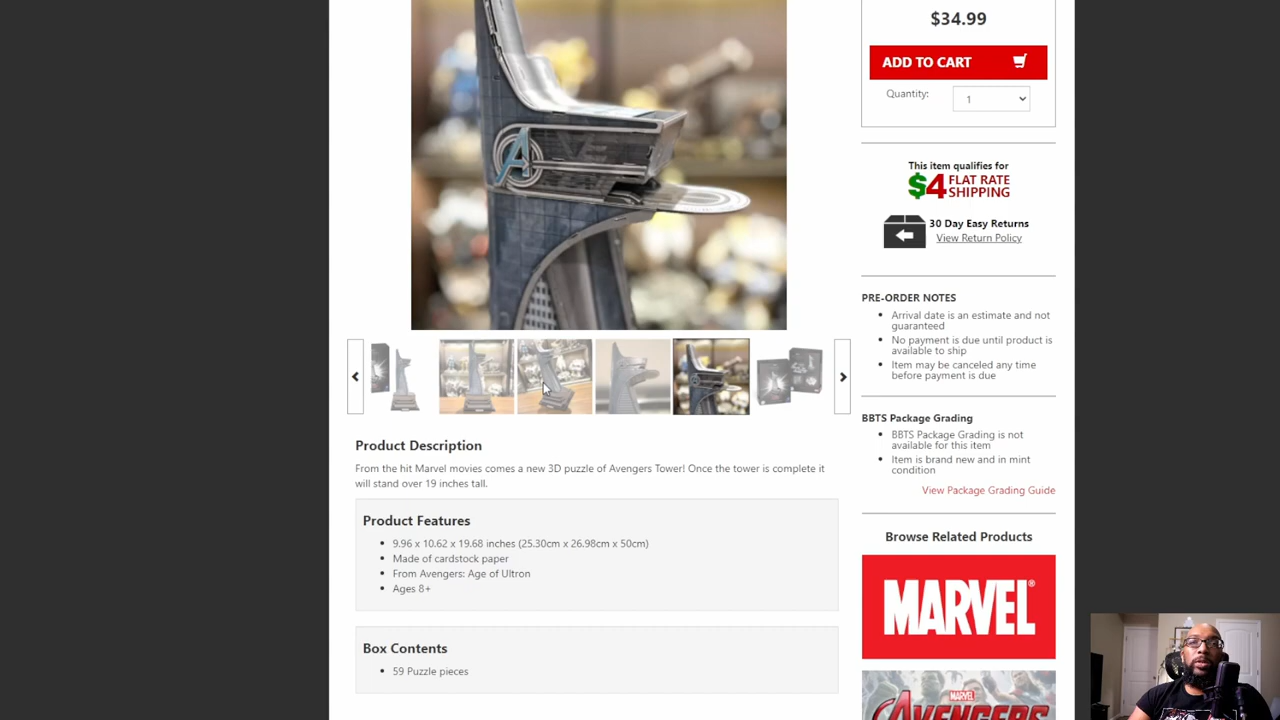 $34.99
ADD TO CART
Quantity:
1
This item qualifies for
$4 FLAT RATE
SHIPPING
30 Day Easy Returns
View Return Policy
PRE-ORDER NOTES
Arrival date is an estimate and not
guaranteed
No payment is due until product is
available to ship
Item may be canceled any time
before payment is due
BBTS Package Grading
BBTS Package Grading is not
available for this item
Item is brand new and in mint
condition
View Package Grading Guide
Browse Related Products
MARVEL
MARVEL
AVENGERS
A
Product Description
From the hit Marvel movies comes a new 3D puzzle of Avengers Tower! Once the tower is complete it
will stand over 19 inches tall.
Product Features
9.96 x 10.62 x 19.68 inches (25.30cm x 26.98cm x 50cm)
Made of cardstock paper
From Avengers: Age of Ultron
Ages 8+
Box Contents
59 Puzzle pieces